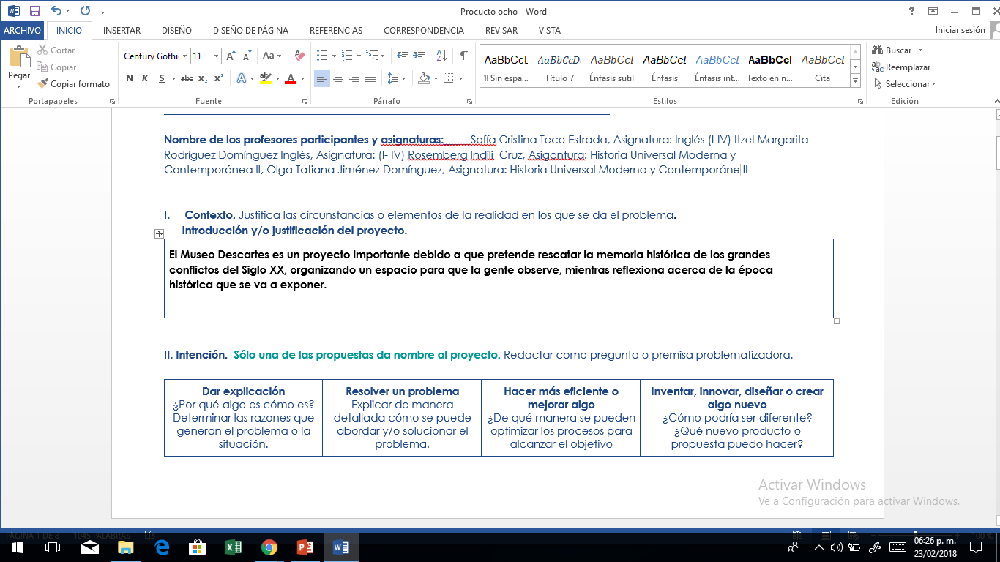 Procucto ocho - Word
ARCHIVO INICIO INSERTAR DISEÑO DISEÑO DE PÁGINA REFERENCIAS CORRESPONDENCIA REVISAR VISTA Iniciar sesión
Pegar
Cortar
Copiar
Copiar formato
Portapapeles
Century Gothic 11
N K S abc x₂ x²
Fuente
Párrafo
AaBbCcD AaBbCcD AaBbCcI AaBbCcL AaBbCcL AaBbCcI AaBbCcL
¶ Sin espa... Título 7 Énfasis sutil Énfasis Énfasis int... Texto en n... Cita
Estilos
Buscar
Reemplazar
Seleccionar
Edición
Nombre de los profesores participantes y asignaturas:_____Sofía Cristina Teco Estrada, Asignatura: Inglés (I-IV) Itzel Margarita
Rodríguez Domínguez Inglés, Asignatura: (I- IV) Rosemberg Indili Cruz, Asigantura: Historia Universal Moderna y
Contemporánea II, Olga Tatiana Jiménez Domínguez, Asignatura: Historia Universal Moderna y Contemporáne II
I. Contexto. Justifica las circunstancias o elementos de la realidad en los que se da el problema.
Introducción y/o justificación del proyecto.
El Museo Descartes es un proyecto importante debido a que pretende rescatar la memoria histórica de los grandes
conflictos del Siglo XX, organizando un espacio para que la gente observe, mientras reflexiona acerca de la época
histórica que se va a exponer.
II. Intención. Sólo una de las propuestas da nombre al proyecto. Redactar como pregunta o premisa problematizadora.
Dar explicación
¿Por qué algo es cómo es?
Determinar las razones que
generan el problema o la
situación.
Resolver un problema
Explicar de manera
detallada cómo se puede
abordar y/o solucionar el
problema.
Hacer más eficiente o
mejorar algo
¿De qué manera se pueden
optimizar los procesos para
alcanzar el objetivo
Inventar, innovar, diseñar o crear
algo nuevo
¿Cómo podría ser diferente?
¿Qué nuevo producto o
propuesta puedo hacer?
Activar Windows
Ve a Configuración para activar Windows.
PÁGINA 1 DE 8 1045 PALABRAS 100 %
06:26 p. m.
23/02/2018